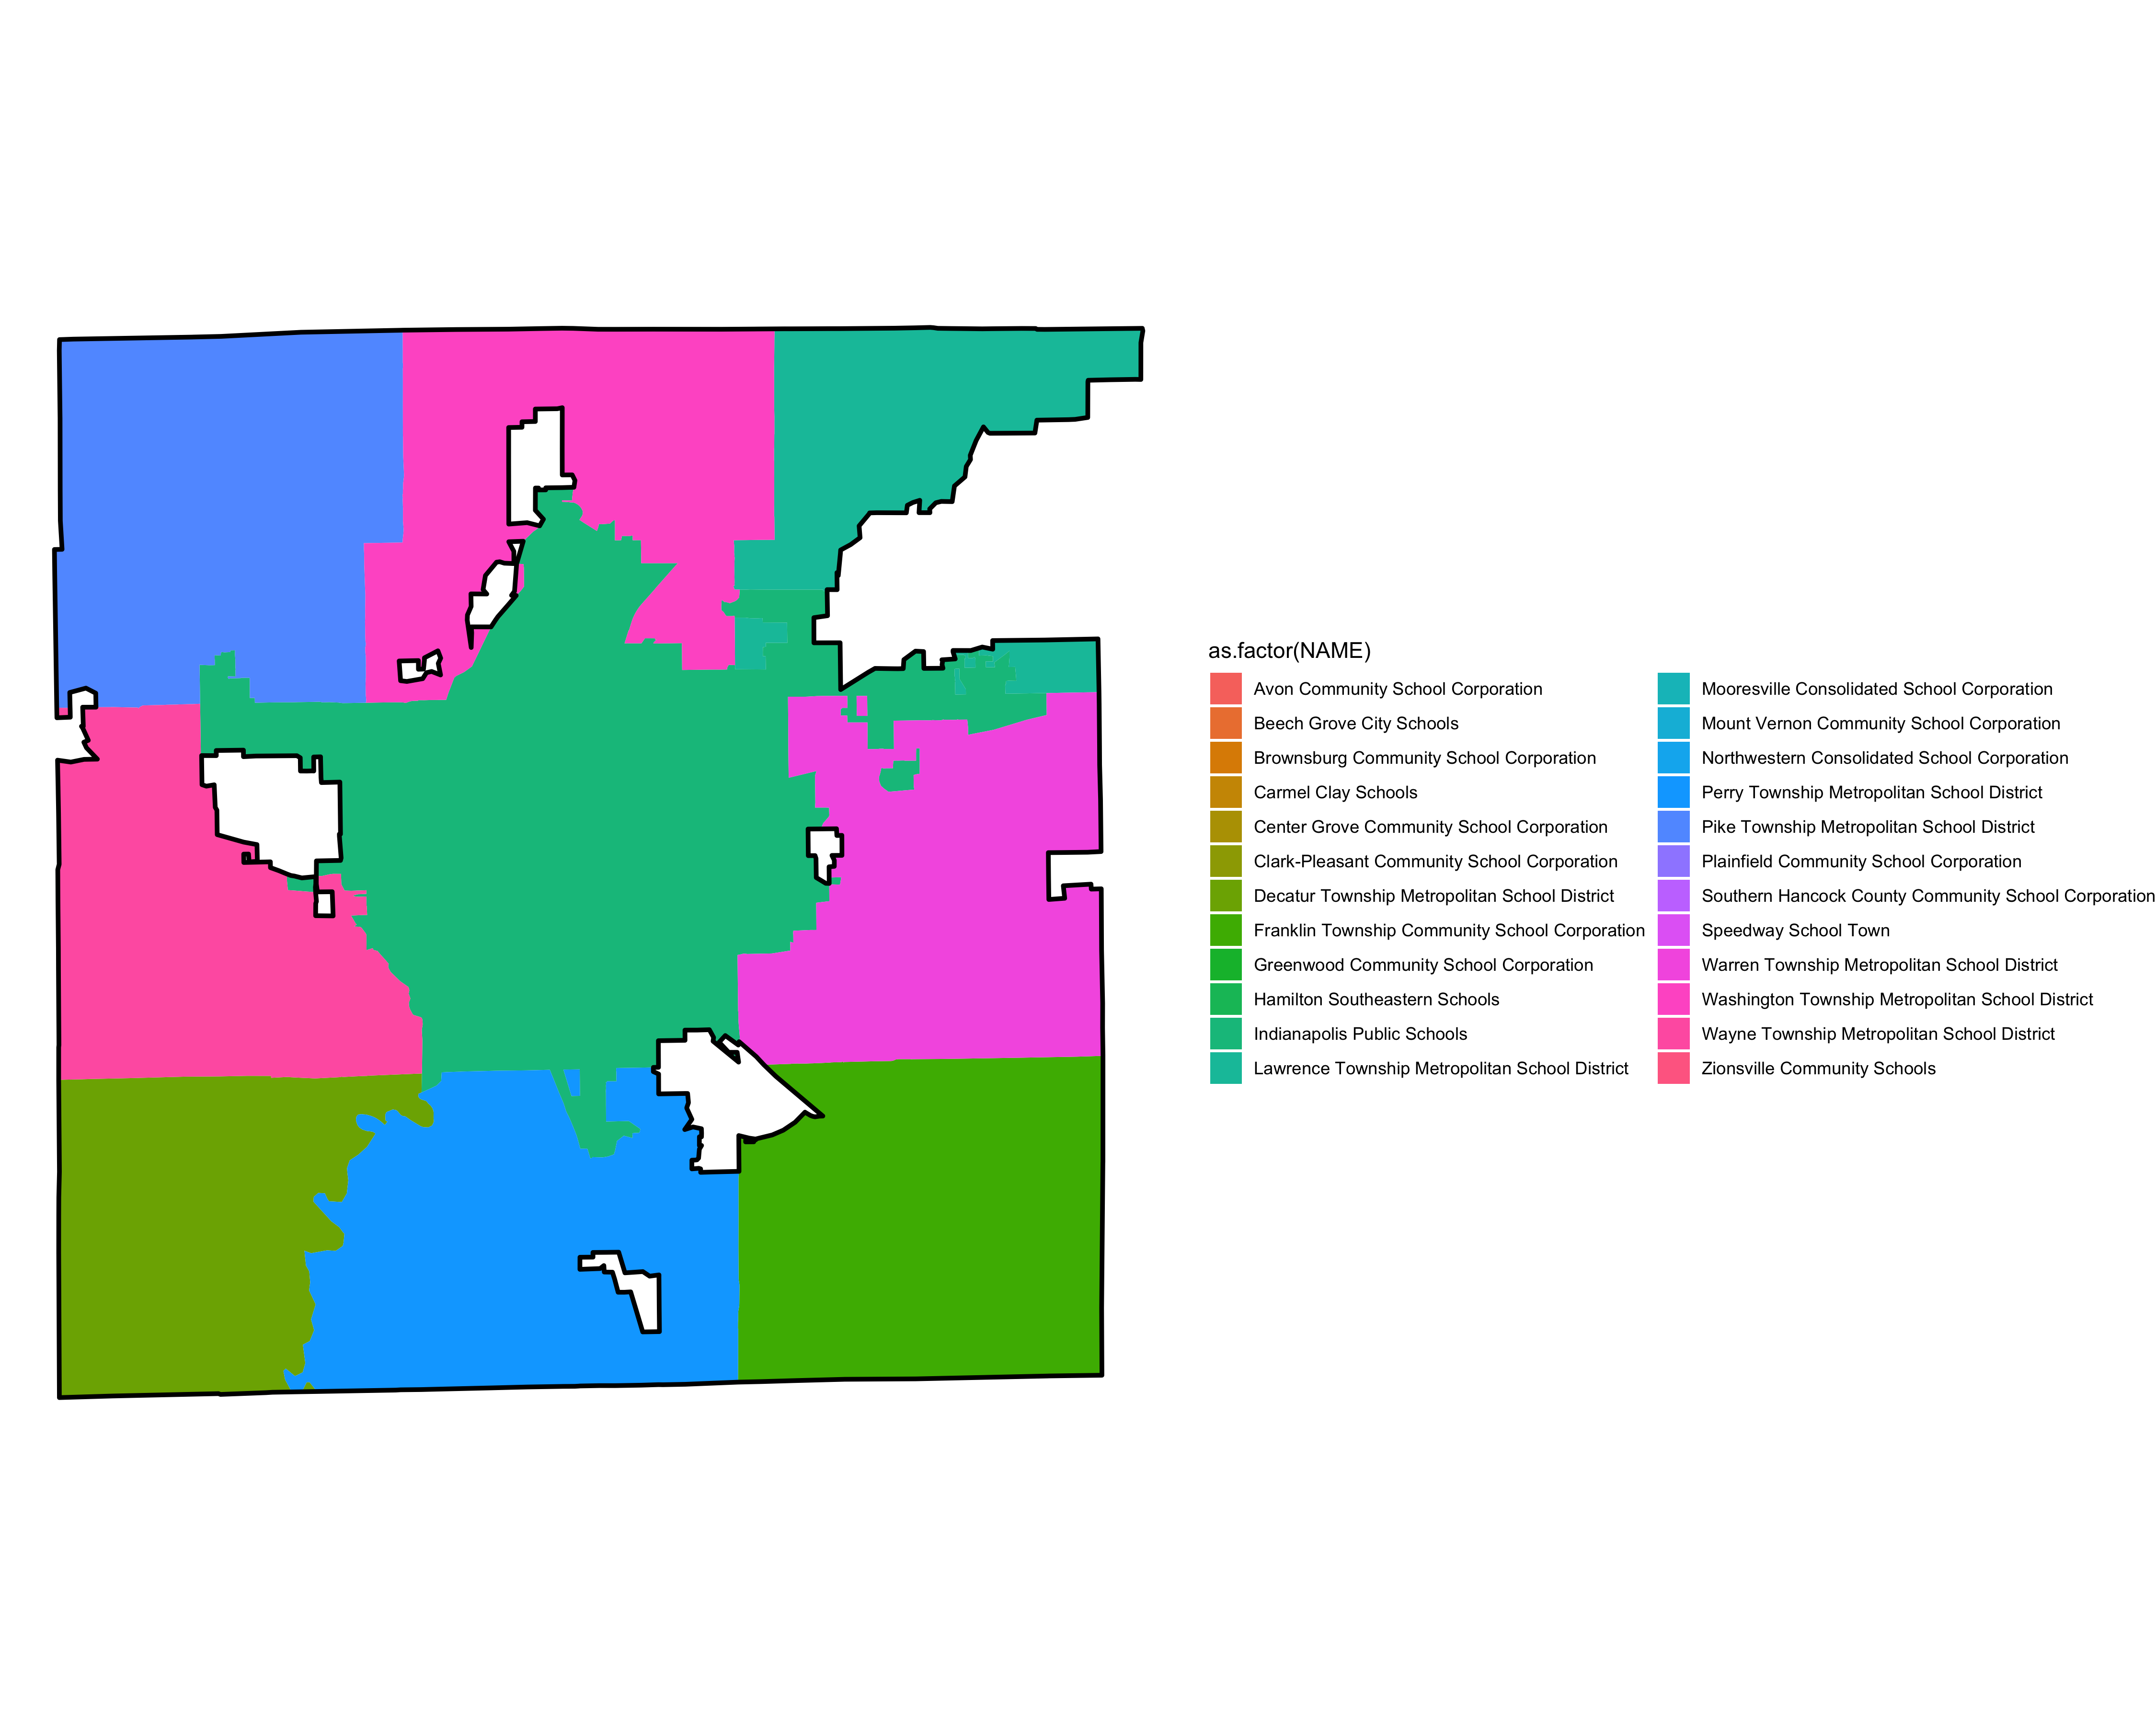 as.factor(NAME)
Avon Community School Corporation
Beech Grove City Schools
Brownsburg Community School Corporation
Carmel Clay Schools
Center Grove Community School Corporation
Clark-Pleasant Community School Corporation
Decatur Township Metropolitan School District
Franklin Township Community School Corporation
Greenwood Community School Corporation
Hamilton Southeastern Schools
Indianapolis Public Schools
Lawrence Township Metropolitan School District
Mooresville Consolidated School Corporation
Mount Vernon Community School Corporation
Northwestern Consolidated School Corporation
Perry Township Metropolitan School District
Pike Township Metropolitan School District
Plainfield Community School Corporation
Southern Hancock County Community School Corporation
Speedway School Town
Warren Township Metropolitan School District
Washington Township Metropolitan School District
Wayne Township Metropolitan School District
Zionsville Community Schools